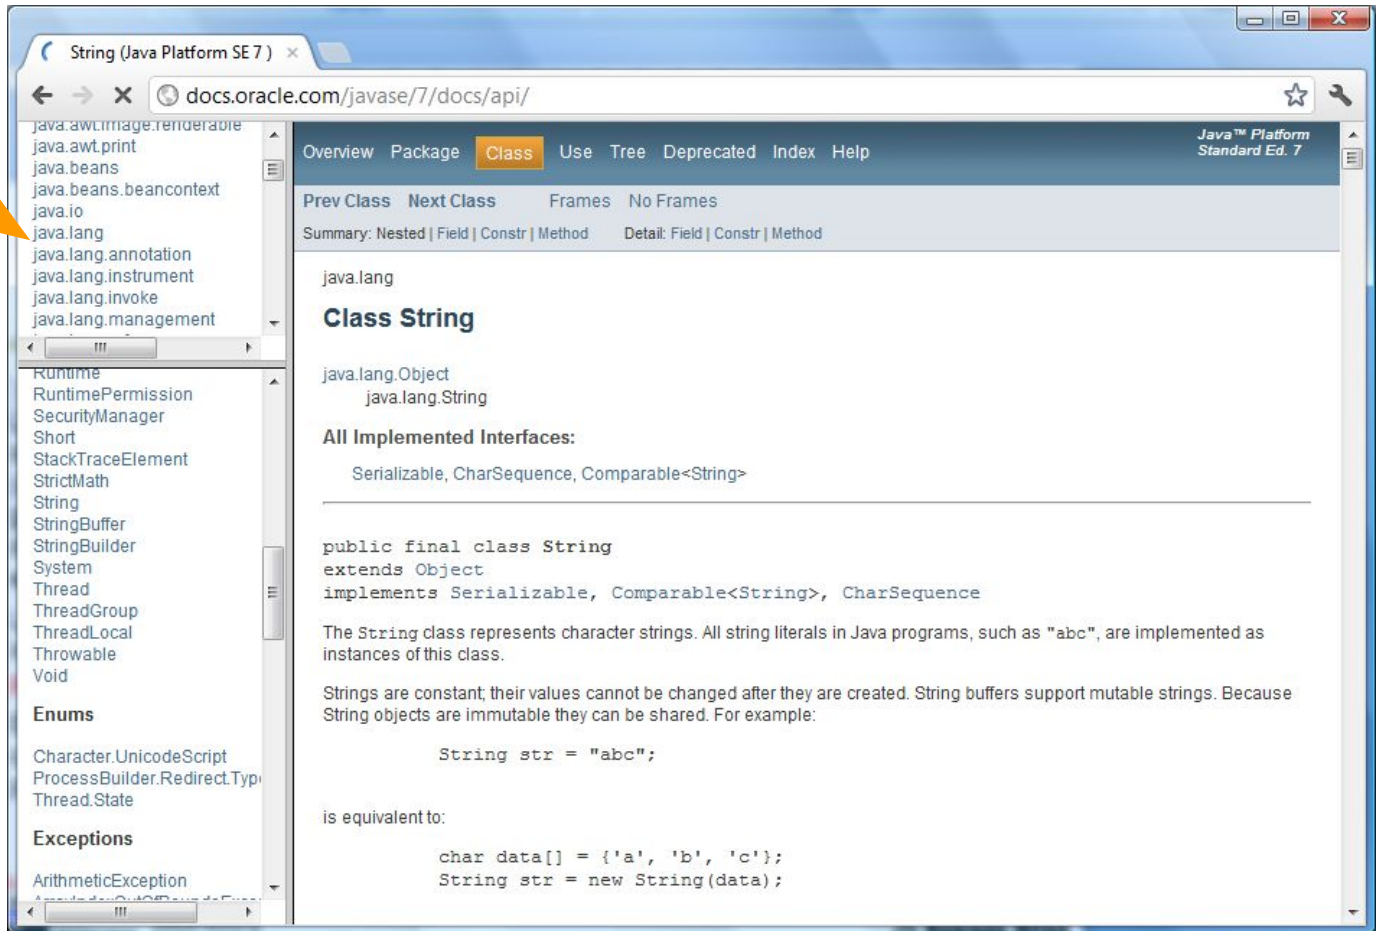 String (Java Platform SE 7 )
docs.oracle.com/javase/7/docs/api/
java.awt.image.renderable
java.awt.print
java.beans
java.beans.beancontext
java.io
java.lang
java.lang.annotation
java.lang.instrument
java.lang.invoke
java.lang.management
Runtime
RuntimePermission
SecurityManager
Short
StackTraceElement
StrictMath
String
StringBuffer
StringBuilder
System
Thread
ThreadGroup
ThreadLocal
Throwable
Void
Enums
Character.UnicodeScript
ProcessBuilder.Redirect.Typ
Thread.State
Exceptions
ArithmeticException
Overview Package Class Use Tree Deprecated Index Help
Java™ Platform
Standard Ed. 7
Prev Class Next Class Frames No Frames
Summary: Nested | Field | Constr | Method Detail: Field | Constr | Method
java.lang
Class String
java.lang.Object
java.lang.String
All Implemented Interfaces:
Serializable, CharSequence, Comparable<String>
public final class String
extends Object
implements Serializable, Comparable<String>, CharSequence
The String class represents character strings. All string literals in Java programs, such as "abc", are implemented as
instances of this class.
Strings are constant; their values cannot be changed after they are created. String buffers support mutable strings. Because
String objects are immutable they can be shared. For example:
String str = "abc";
is equivalent to:
char data[] = {'a', 'b', 'c'};
String str = new String(data);